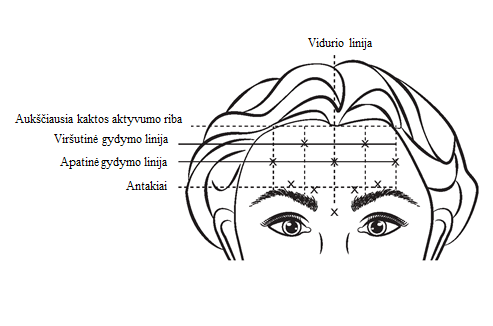 Vidurio linija
Aukščiausia kaktos aktyvumo riba
Viršutinė gydymo linija
Apatinė gydymo linija
Antakiai